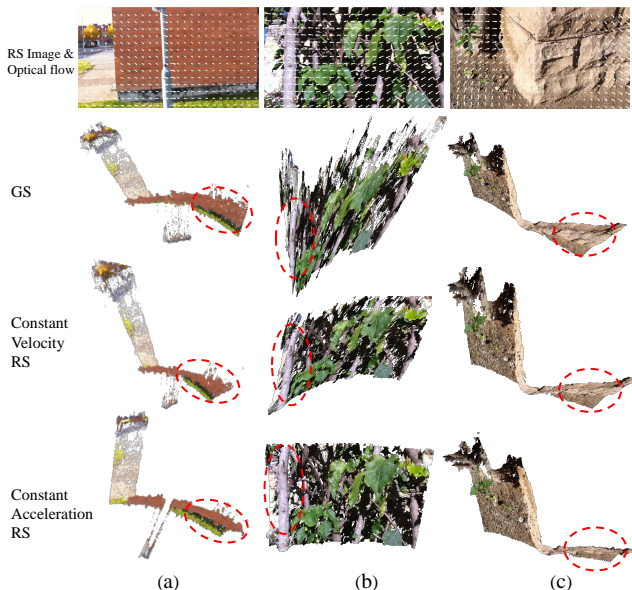 RS Image &
Optical flow
GS
Constant
Velocity
RS
Constant
Acceleration
RS
(a)
(b)
(c)